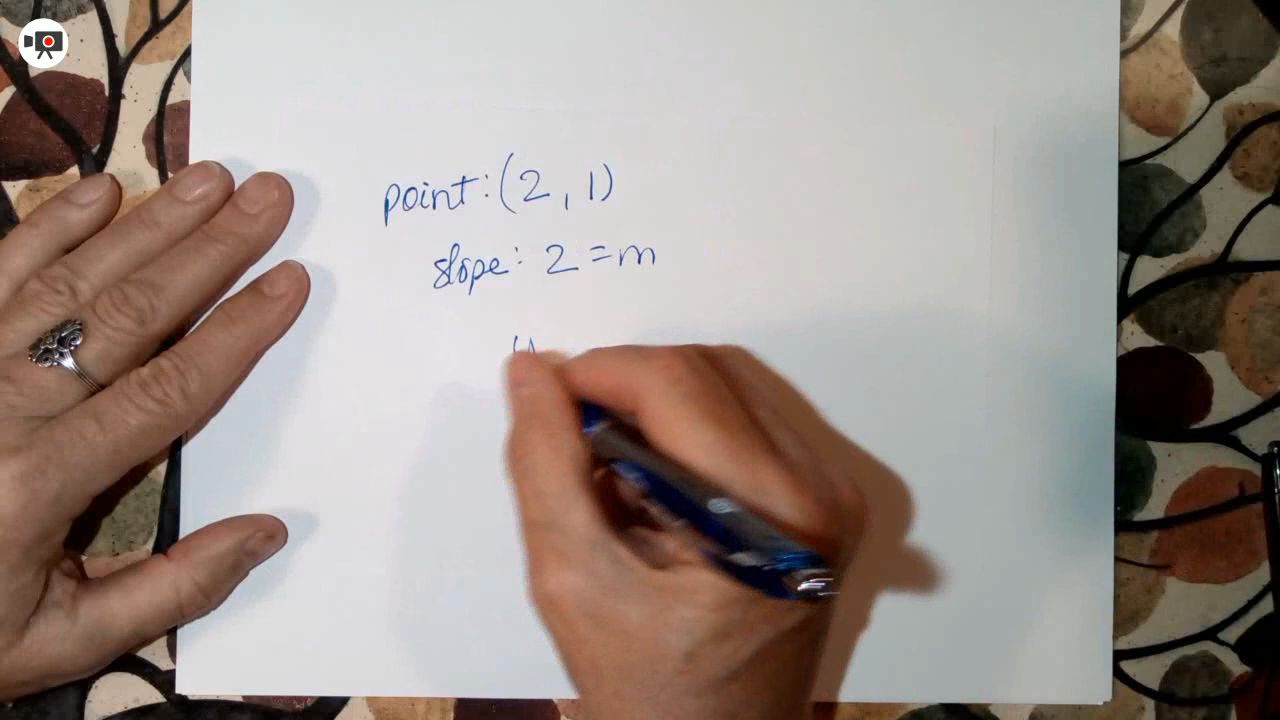 point: (2, 1)
slope: 2 = m
y